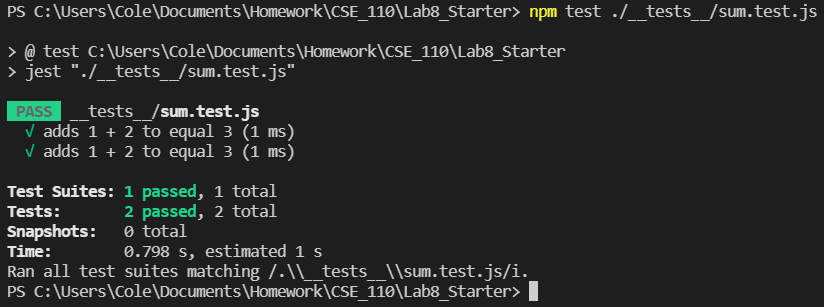 PS C:\Users\Cole\Documents\Homework\CSE_110\Lab8_Starter> npm test ./__tests__/sum.test.js
> @ test C:\Users\Cole\Documents\Homework\CSE_110\Lab8_Starter
> jest "./__tests__/sum.test.js"
PASS __tests__/sum.test.js
√ adds 1 + 2 to equal 3 (1 ms)
√ adds 1 + 2 to equal 3 (1 ms)
Test Suites: 1 passed, 1 total
Tests: 2 passed, 2 total
Snapshots: 0 total
Time: 0.798 s, estimated 1 s
Ran all test suites matching /.\\__tests__\\sum.test.js/i.
PS C:\Users\Cole\Documents\Homework\CSE_110\Lab8_Starter>